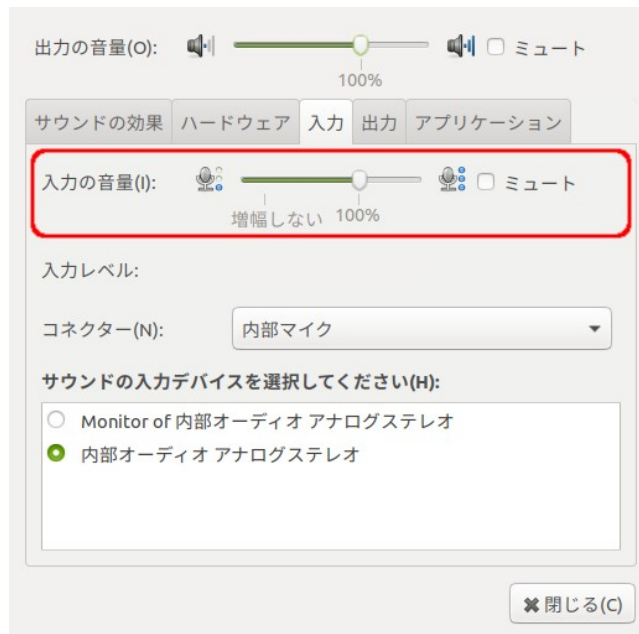 出力の音量(O): ミュート
100%
サウンドの効果 ハードウェア 入力 出力 アプリケーション
入力の音量(I): ミュート
増幅しない 100%
入力レベル:
コネクター(N): 内部マイク
サウンドの入力デバイスを選択してください(H):
Monitor of 内部オーディオ アナログステレオ
内部オーディオ アナログステレオ
閉じる(C)